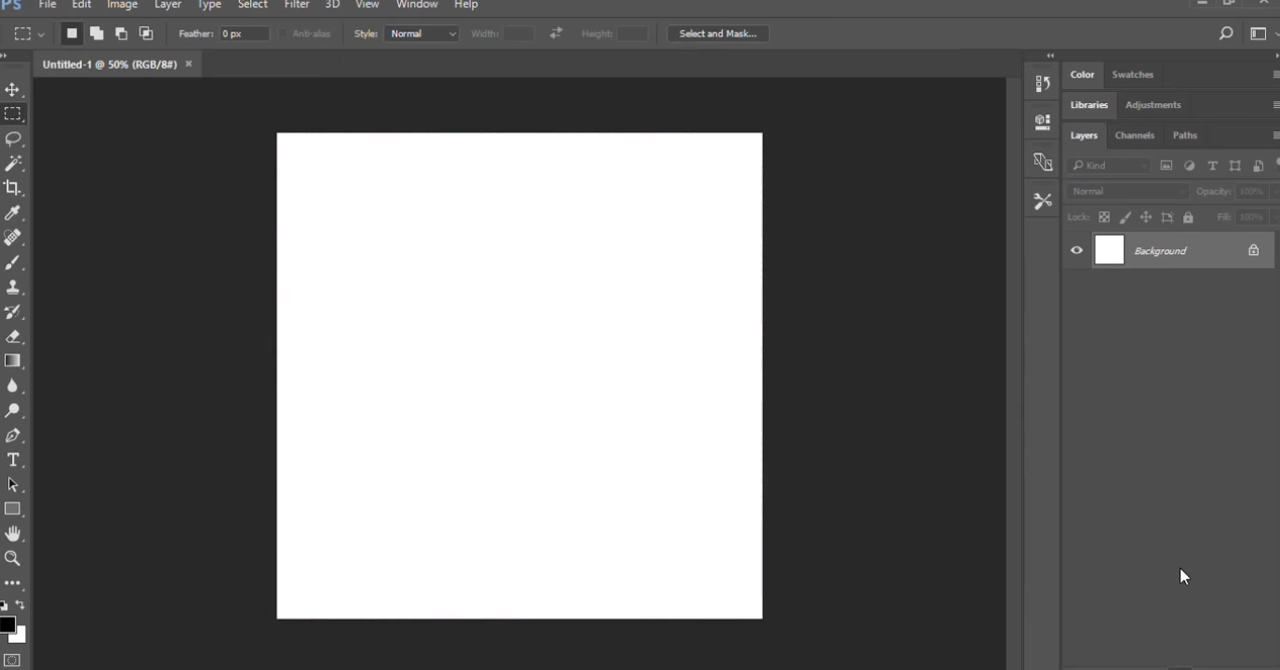 Ps File Edit Image Layer Type Select Filter 3D View Window Help
Feather: 0 px Anti-alias Style: Normal Width: Height: Select and Mask...
Untitled-1 @ 50% (RGB/8#) ×
Color Swatches
Libraries Adjustments
Layers Channels Paths
Kind
Normal Opacity: 100%
Lock: Fill: 100%
Background